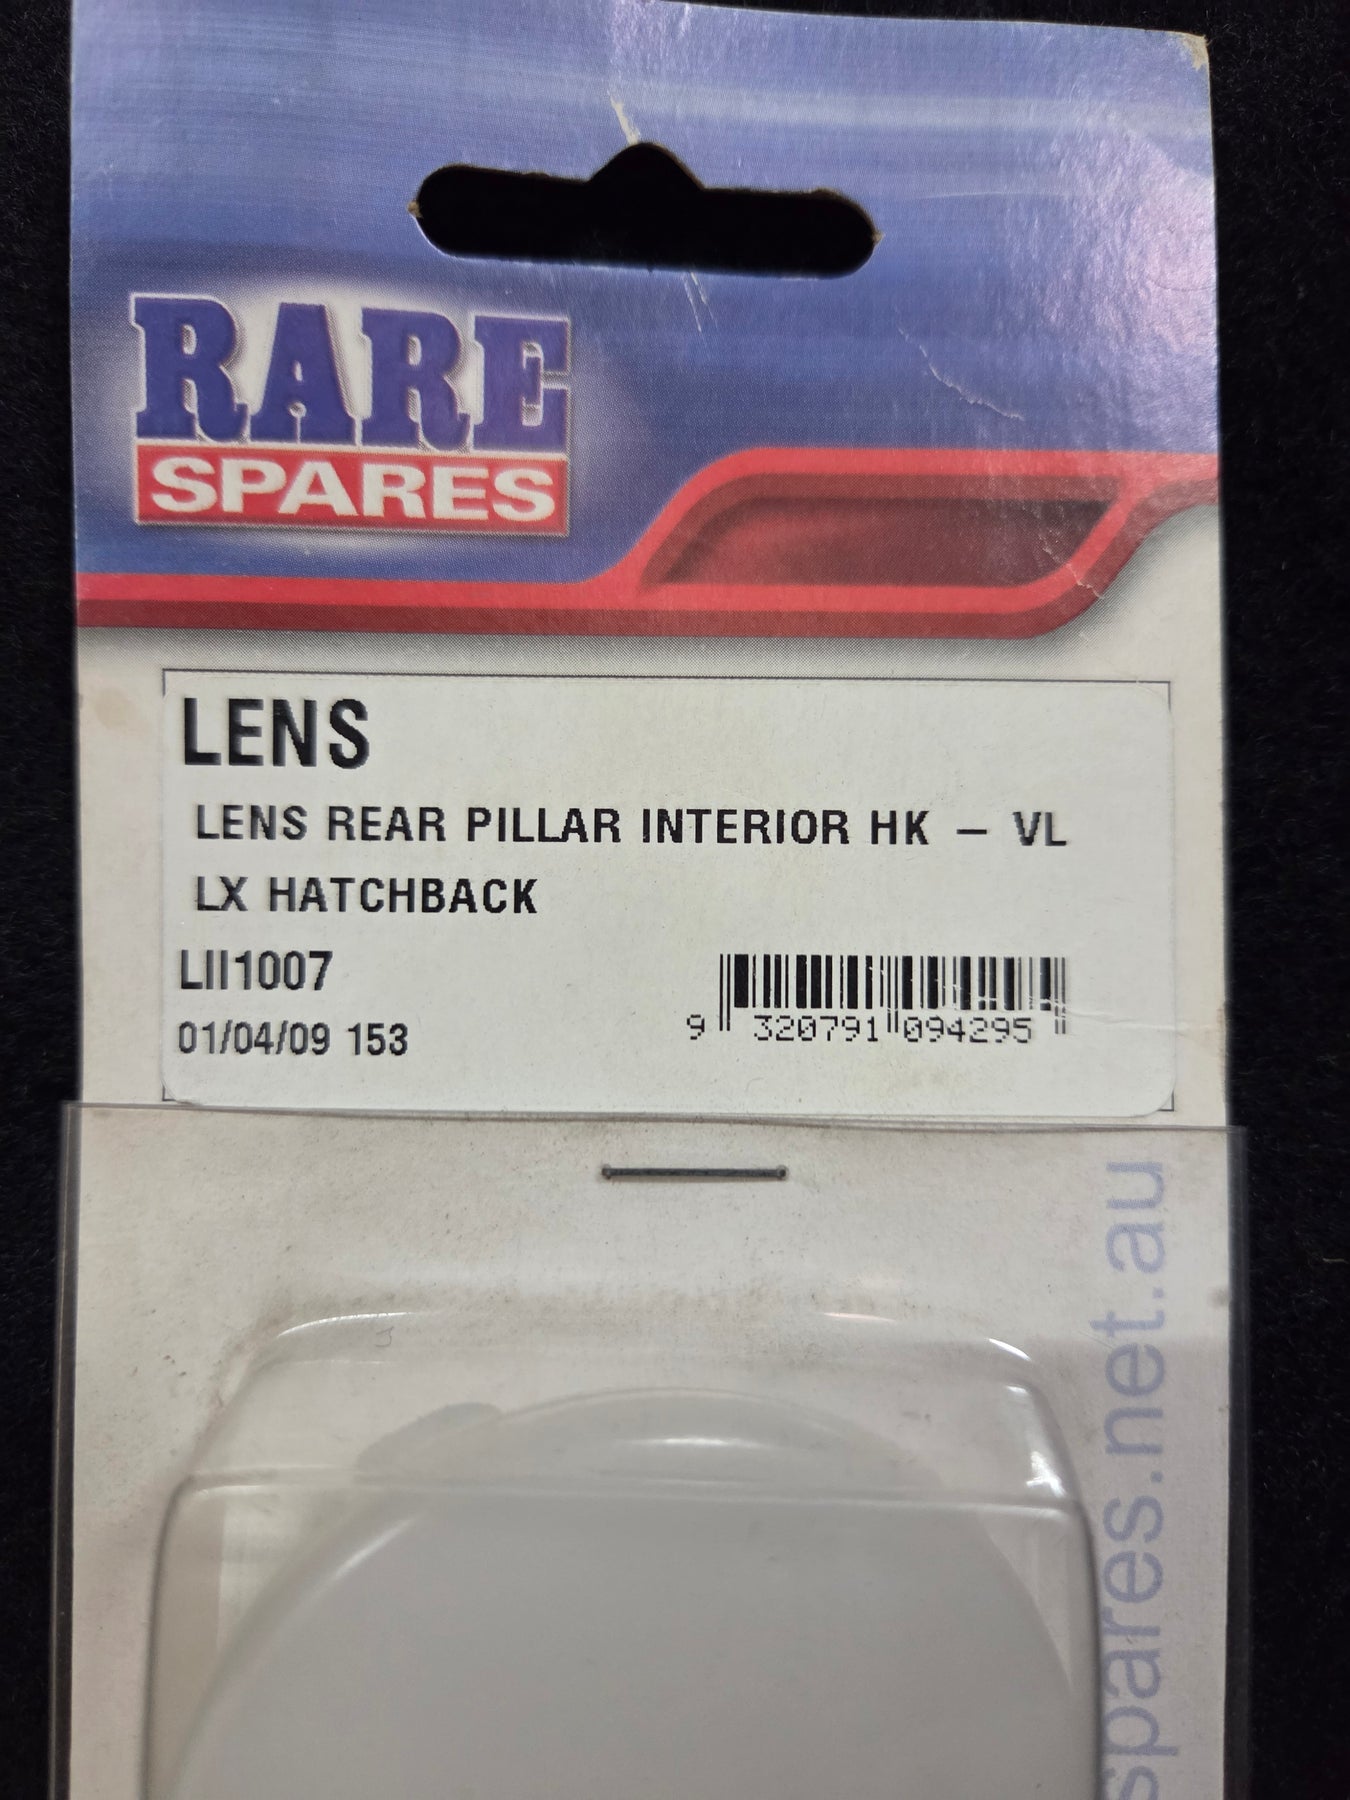 RARE
SPARES
LENS
LENS REAR PILLAR INTERIOR HK – VL
LX HATCHBACK
LII1007
01/04/09 153
9 320791 094295
spares.net.au